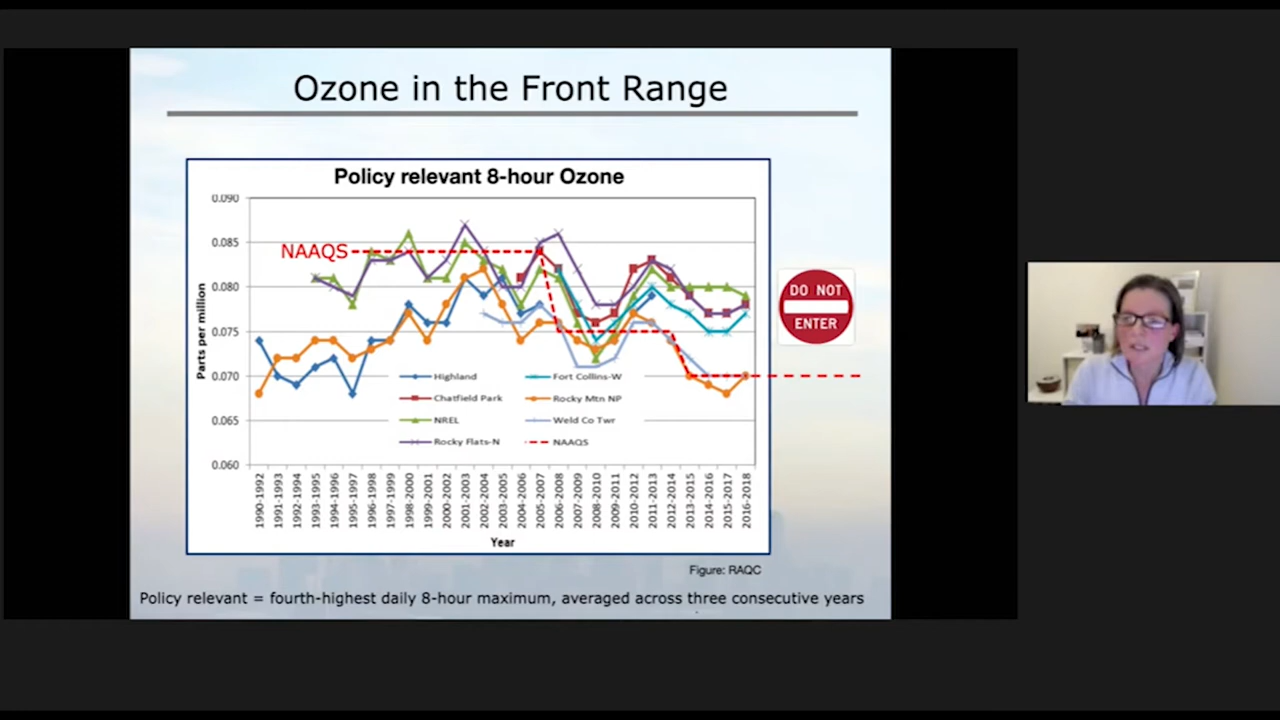 Ozone in the Front Range
Policy relevant 8-hour Ozone
0.090
0.085
0.080
0.075
0.070
0.065
0.060
Parts per million
NAAQS
Highland
Fort Collins-W
Chatfield Park
Rocky Mtn NP
NREL
Weld Co Twr
Rocky Flats-N
NAAQS
1990-1992
1991-1993
1992-1994
1993-1995
1994-1996
1995-1997
1996-1998
1997-1999
1998-2000
1999-2001
2000-2002
2001-2003
2002-2004
2003-2005
2004-2006
2005-2007
2006-2008
2007-2009
2008-2010
2009-2011
2010-2012
2011-2013
2012-2014
2013-2015
2014-2016
2015-2017
2016-2018
Year
DO NOT
ENTER
Figure: RAQC
Policy relevant = fourth-highest daily 8-hour maximum, averaged across three consecutive years